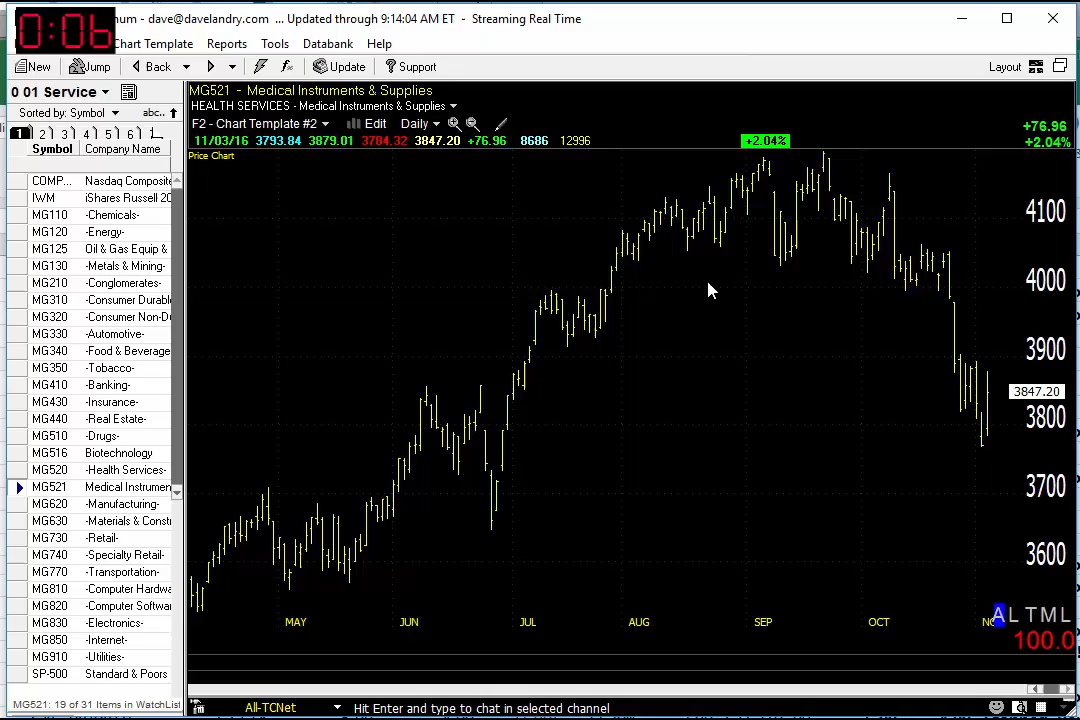 0:06
num - dave@davelandry.com ... Updated through 9:14:04 AM ET - Streaming Real Time
Chart Template Reports Tools Databank Help
New Jump Back Update Support Layout
0 01 Service
Sorted by: Symbol abc..
1 2 3 4 5 6 1
Symbol Company Name
COMP... Nasdaq Composite
IWM iShares Russell 20
MG110 -Chemicals-
MG120 -Energy-
MG125 Oil & Gas Equip &
MG130 -Metals & Mining-
MG210 -Conglomerates-
MG310 -Consumer Durabl
MG320 -Consumer Non-Du
MG330 -Automotive-
MG340 -Food & Beverage
MG350 -Tobacco-
MG410 -Banking-
MG430 -Insurance-
MG440 -Real Estate-
MG510 -Drugs-
MG516 Biotechnology
MG520 -Health Services-
MG521 Medical Instrumen
MG620 -Manufacturing-
MG630 -Materials & Constr
MG730 -Retail-
MG740 -Specialty Retail-
MG770 -Transportation-
MG810 -Computer Hardwa
MG820 -Computer Softwa
MG830 -Electronics-
MG850 -Internet-
MG910 -Utilities-
SP-500 Standard & Poors
MG521: 19 of 31 Items in WatchList
MG521 - Medical Instruments & Supplies
HEALTH SERVICES - Medical Instruments & Supplies
F2 - Chart Template #2 Edit Daily
11/03/16 3793.84 3879.01 3784.32 3847.20 +76.96 8686 12996 +2.04%
+76.96
+2.04%
Price Chart
4100
4000
3900
3847.20
3800
3700
3600
MAY JUN JUL AUG SEP OCT NO
A L T M L
100.0
All-TCNet Hit Enter and type to chat in selected channel